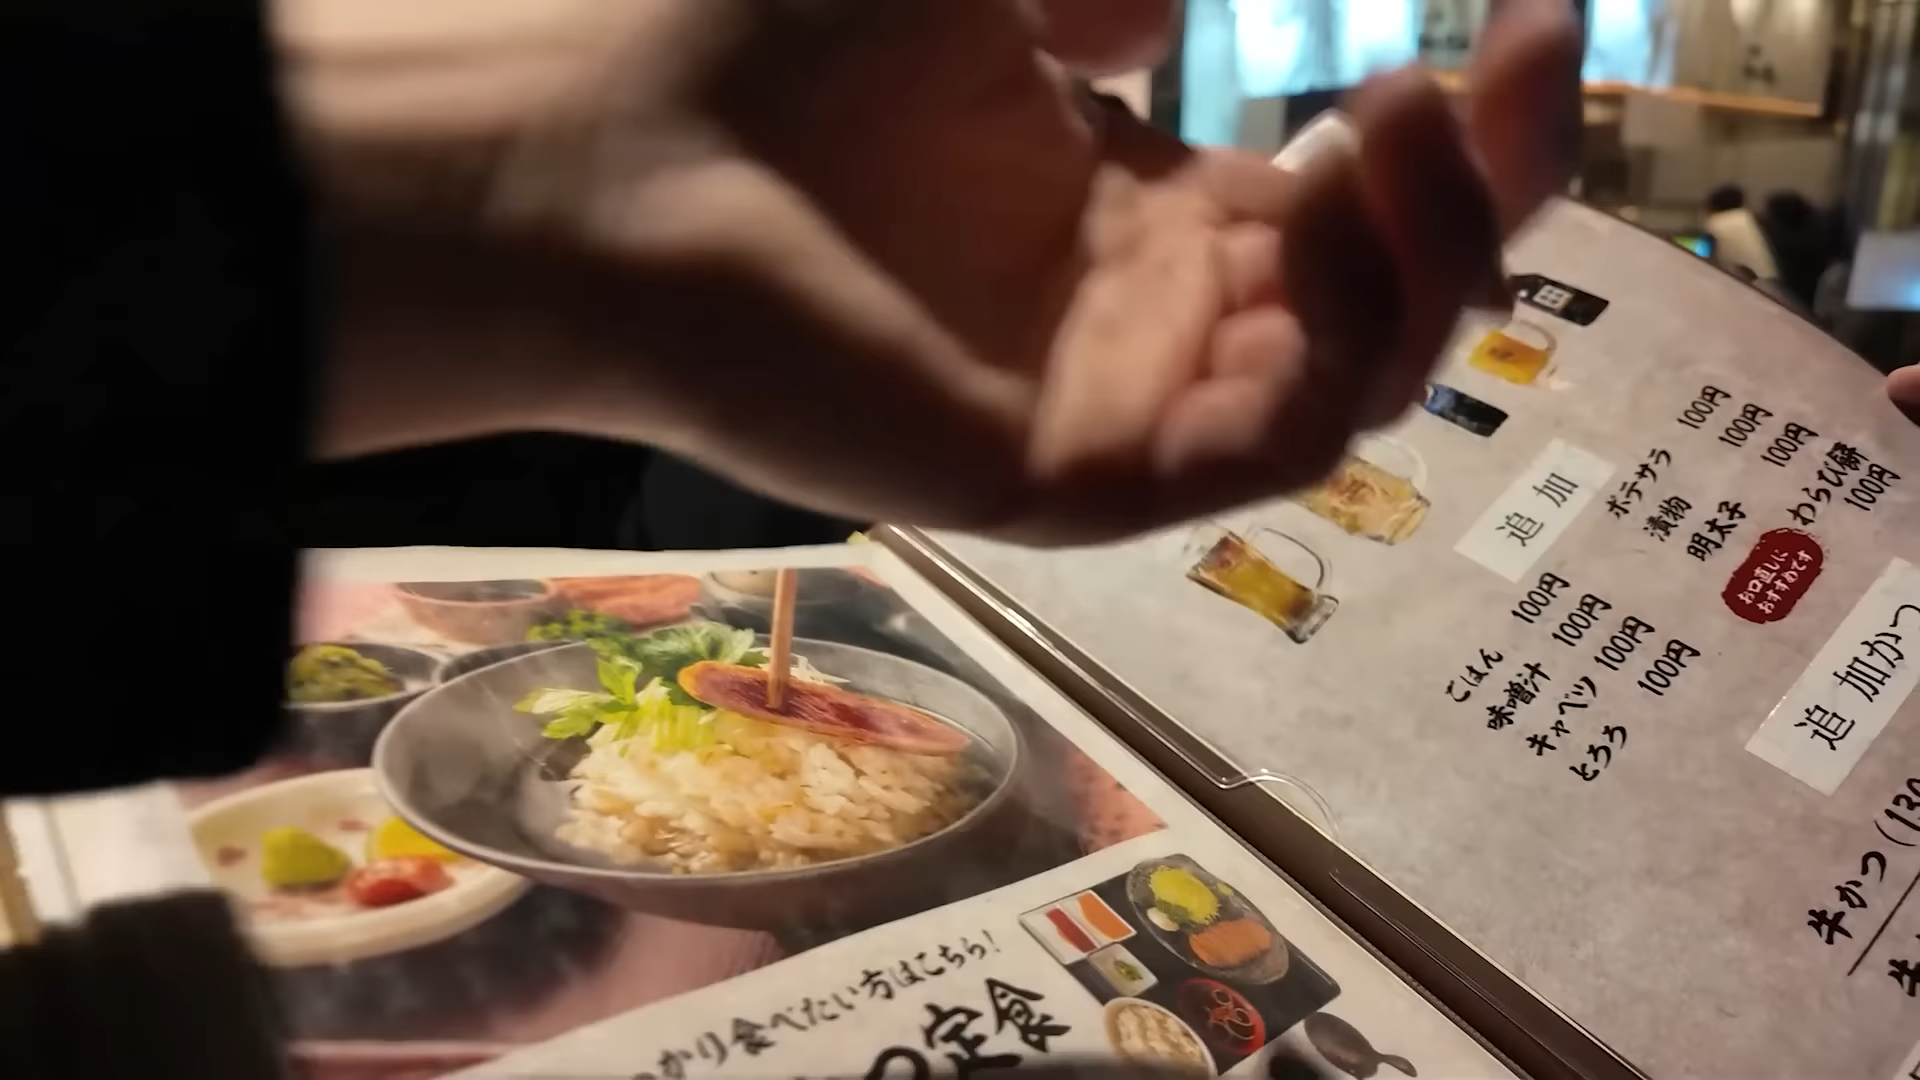 追加
ポテサラ 100円
漬物 100円
明太子 100円
わらび餅 100円
お口直しに
おすすめです
ごはん 100円
味噌汁 100円
キャベツ 100円
とろろ 100円
追加かつ
牛かつ (130
かり食べたい方はこちら!
つ定食